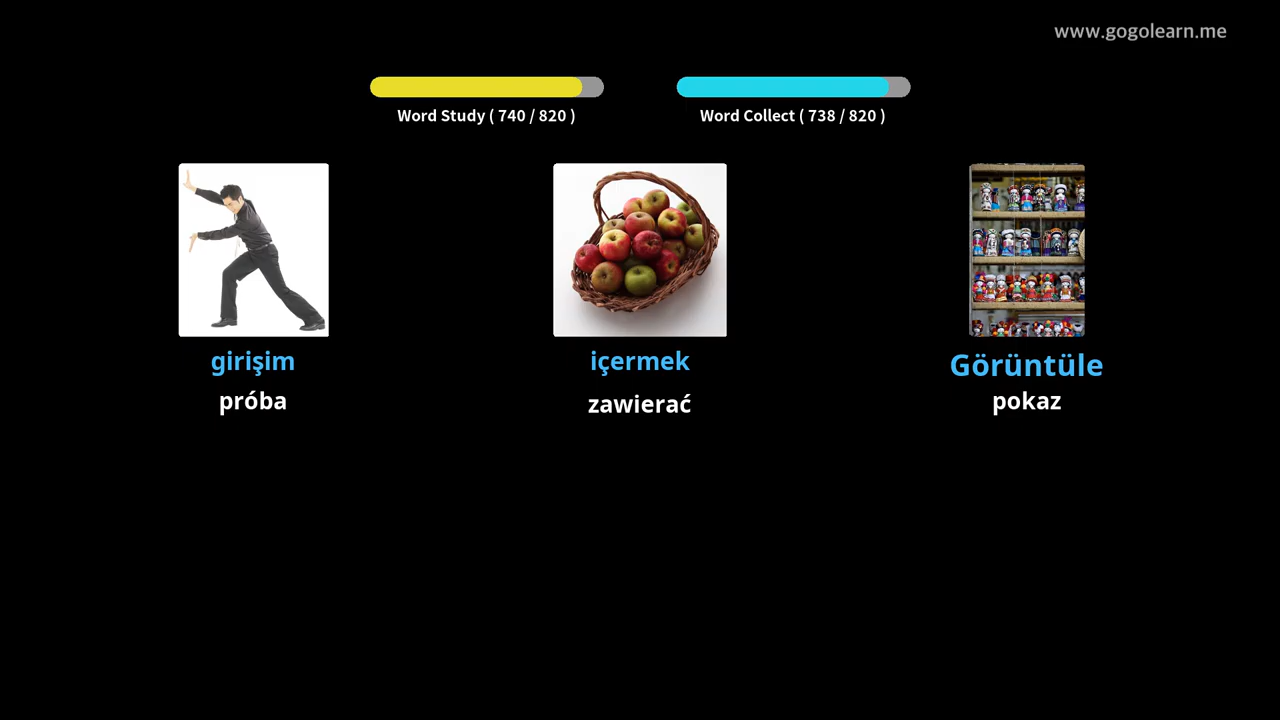 www.gogolearn.me
Word Study ( 740 / 820 )
Word Collect ( 738 / 820 )
girişim
próba
içermek
zawierać
Görüntüle
pokaz